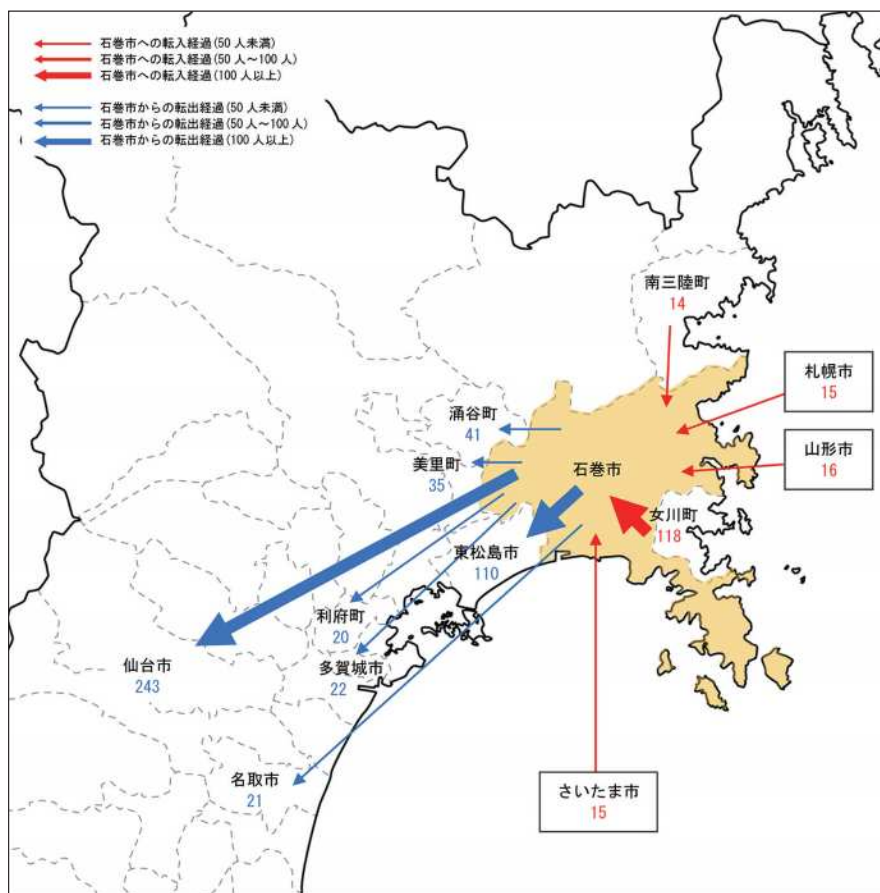 石巻市への転入経過(50人未満)
石巻市への転入経過(50人～100人)
石巻市への転入経過(100人以上)
石巻市からの転出経過(50人未満)
石巻市からの転出経過(50人～100人)
石巻市からの転出経過(100人以上)
南三陸町
14
札幌市
15
涌谷町
41
山形市
16
美里町
35
石巻市
女川町
118
東松島市
110
利府町
20
仙台市
243
多賀城市
22
名取市
21
さいたま市
15